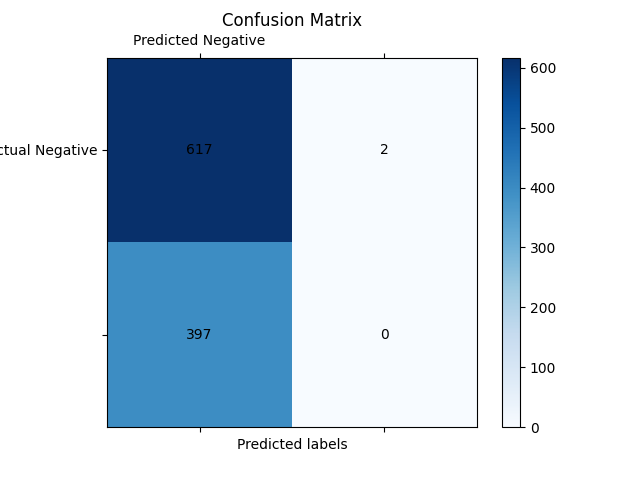 Confusion Matrix
Predicted Negative
ctual Negative
617
2
397
0
Predicted labels
600
500
400
300
200
100
0